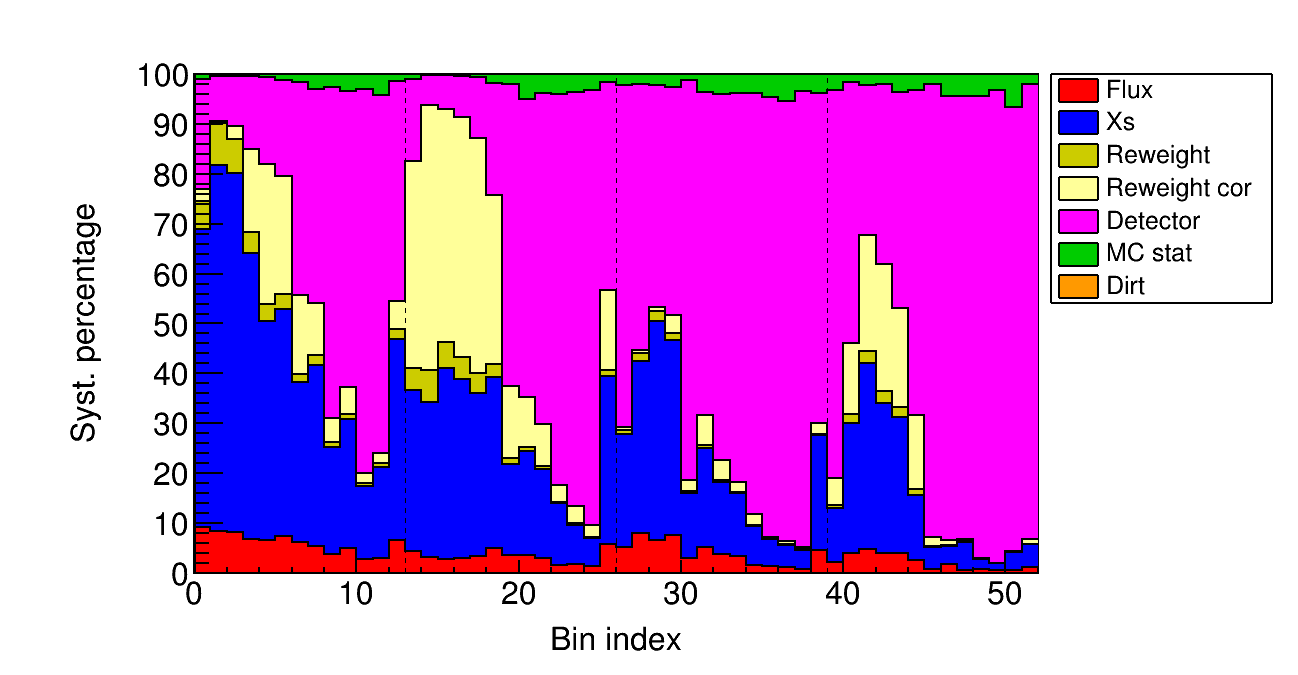 Syst. percentage
100
90
80
70
60
50
40
30
20
10
0
0 10 20 30 40 50
Bin index
Flux
Xs
Reweight
Reweight cor
Detector
MC stat
Dirt